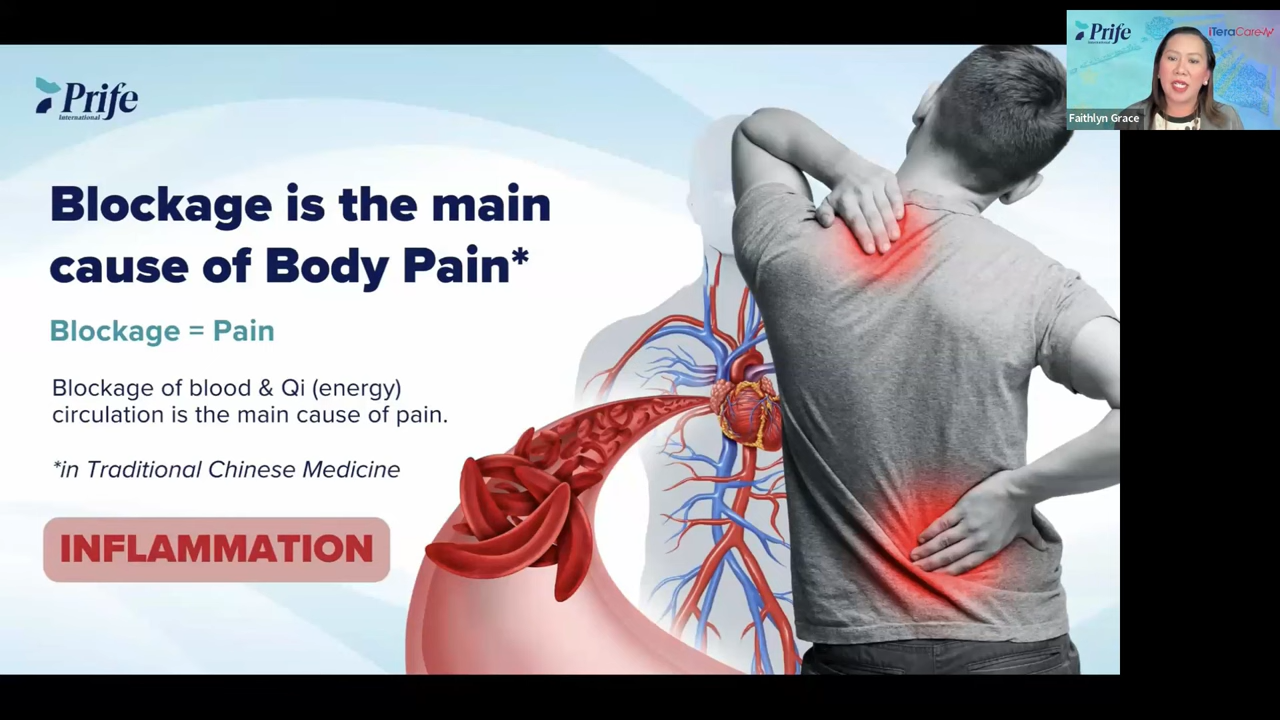 Prife
International
Blockage is the main
cause of Body Pain*
Blockage = Pain
Blockage of blood & Qi (energy)
circulation is the main cause of pain.
*in Traditional Chinese Medicine
INFLAMMATION
Prife
International
iTeraCare
Faithlyn Grace